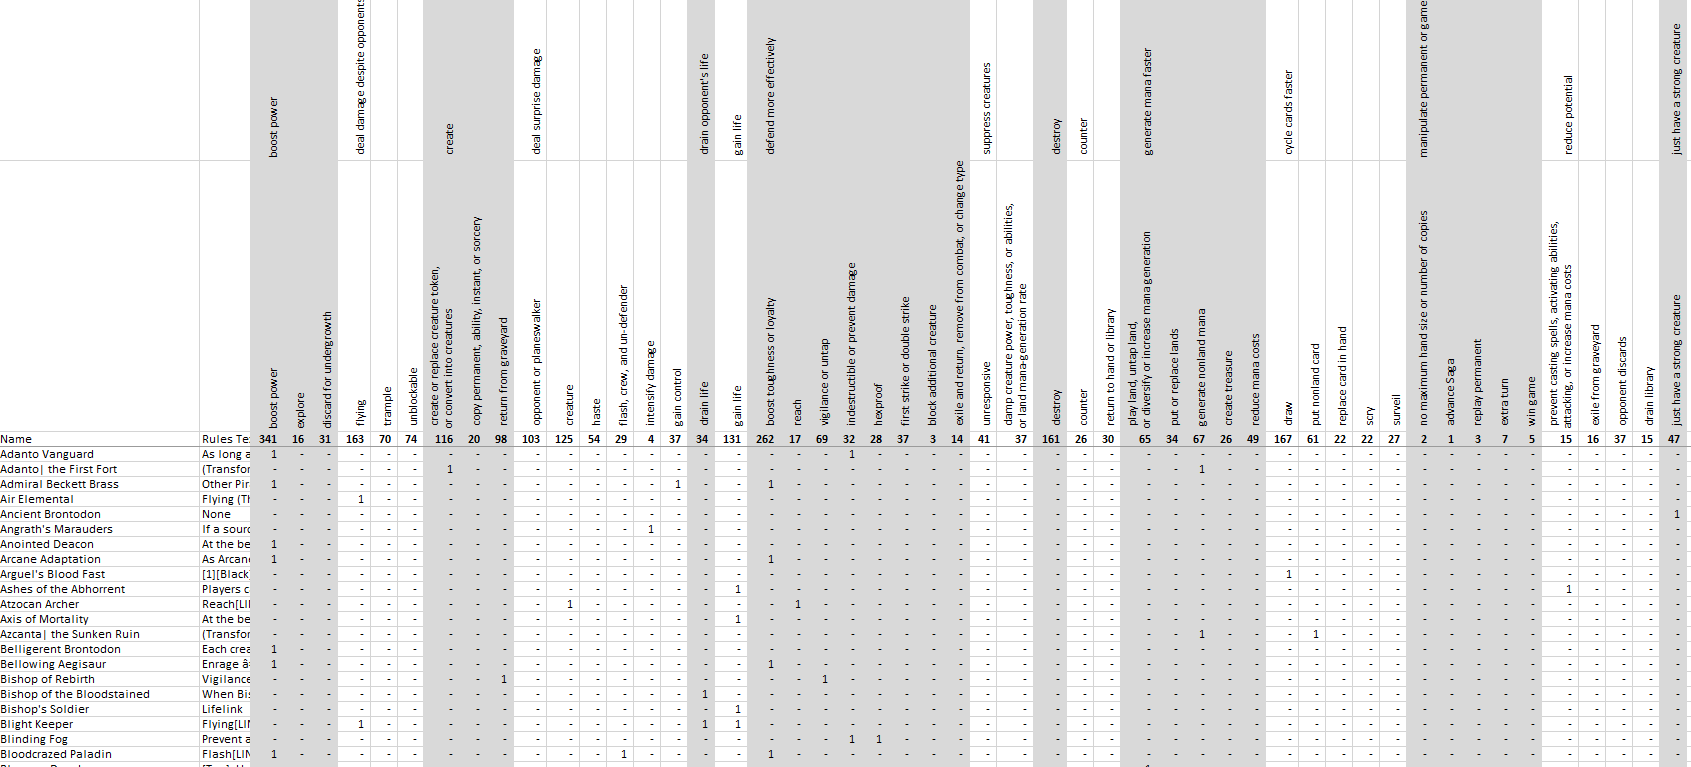 boost power
deal damage despite opponents
create
deal surprise damage
drain opponent's life
gain life
defend more effectively
suppress creatures
destroy
counter
generate mana faster
cycle cards faster
manipulate permanent or game
reduce potential
just have a strong creature
boost power
explore
discard for undergrowth
flying
trample
unblockable
create or replace creature token,
or convert into creatures
copy permanent, ability, instant, or sorcery
return from graveyard
opponent or planeswalker
creature
haste
flash, crew, and un-defender
intensify damage
gain control
drain life
gain life
boost toughness or loyalty
reach
vigilance or untap
indestructible or prevent damage
hexproof
first strike or double strike
block additional creature
exile and return, remove from combat, or change type
unresponsive
damp creature power, toughness, or abilities,
or land mana-generation rate
destroy
counter
return to hand or library
play land, untap land,
or diversify or increase mana generation
put or replace lands
generate nonland mana
create treasure
reduce mana costs
draw
put nonland card
replace card in hand
scry
surveil
no maximum hand size or number of copies
advance Saga
replay permanent
extra turn
win game
prevent casting spells, activating abilities,
attacking, or increase mana costs
exile from graveyard
opponent discards
drain library
just have a strong creature
Name Rules Te 341 16 31 163 70 74 116 20 98 103 125 54 29 4 37 34 131 262 17 69 32 28 37 3 14 41 37 161 26 30 65 34 67 26 49 167 61 22 22 27 2 1 3 7 5 15 16 37 15 47
Adanto Vanguard As long a 1 - - - - - - - - - - - - - - - - - - - 1 - - - - - - - - - - - - - - - - - - - - - - - - - - - - -
Adanto| the First Fort (Transfor - - - - - - 1 - - - - - - - - - - - - - - - - - - - - - - - - - 1 - - - - - - - - - - - - - - - - -
Admiral Beckett Brass Other Pir 1 - - - - - - - - - - - - - 1 - - 1 - - - - - - - - - - - - - - - - - - - - - - - - - - - - - - - -
Air Elemental Flying (Th - - - 1 - - - - - - - - - - - - - - - - - - - - - - - - - - - - - - - - - - - - - - - - - - - - - -
Ancient Brontodon None - - - - - - - - - - - - - - - - - - - - - - - - - - - - - - - - - - - - - - - - - - - - - - - - - 1
Angrath's Marauders If a sourc - - - - - - - - - - - - - 1 - - - - - - - - - - - - - - - - - - - - - - - - - - - - - - - - - - - -
Anointed Deacon At the be 1 - - - - - - - - - - - - - - - - - - - - - - - - - - - - - - - - - - - - - - - - - - - - - - - - -
Arcane Adaptation As Arcan 1 - - - - - - - - - - - - - - - - 1 - - - - - - - - - - - - - - - - - - - - - - - - - - - - - - - -
Arguel's Blood Fast [1][Black] - - - - - - - - - - - - - - - - - - - - - - - - - - - - - - - - - - - 1 - - - - - - - - - - - - - -
Ashes of the Abhorrent Players c - - - - - - - - - - - - - - - - 1 - - - - - - - - - - - - - - - - - - - - - - - - - - - - 1 - - - -
Atzocan Archer Reach[LI - - - - - - - - - - 1 - - - - - - - 1 - - - - - - - - - - - - - - - - - - - - - - - - - - - - - - -
Axis of Mortality At the be - - - - - - - - - - - - - - - - 1 - - - - - - - - - - - - - - - - - - - - - - - - - - - - - - - - -
Azcanta| the Sunken Ruin (Transfor - - - - - - - - - - - - - - - - - - - - - - - - - - - - - - - - 1 - - - 1 - - - - - - - - - - - - -
Belligerent Brontodon Each crea 1 - - - - - - - - - - - - - - - - - - - - - - - - - - - - - - - - - - - - - - - - - - - - - - - - -
Bellowing Aegisaur Enrage â 1 - - - - - - - - - - - - - - - - 1 - - - - - - - - - - - - - - - - - - - - - - - - - - - - - - - -
Bishop of Rebirth Vigilance - - - - - - - - 1 - - - - - - - - - - 1 - - - - - - - - - - - - - - - - - - - - - - - - - - - - - -
Bishop of the Bloodstained When Bis - - - - - - - - - - - - - - - 1 - - - - - - - - - - - - - - - - - - - - - - - - - - - - - - - - - -
Bishop's Soldier Lifelink - - - - - - - - - - - - - - - - 1 - - - - - - - - - - - - - - - - - - - - - - - - - - - - - - - - -
Blight Keeper Flying[LIN - - - 1 - - - - - - - - - - - 1 1 - - - - - - - - - - - - - - - - - - - - - - - - - - - - - - - - -
Blinding Fog Prevent a - - - - - - - - - - - - - - - - - - - - 1 1 - - - - - - - - - - - - - - - - - - - - - - - - - - - -
Bloodcrazed Paladin Flash[LIN 1 - - - - - - - - - - - 1 - - - - 1 - - - - - - - - - - - - - - - - - - - - - - - - - - - - - - - -